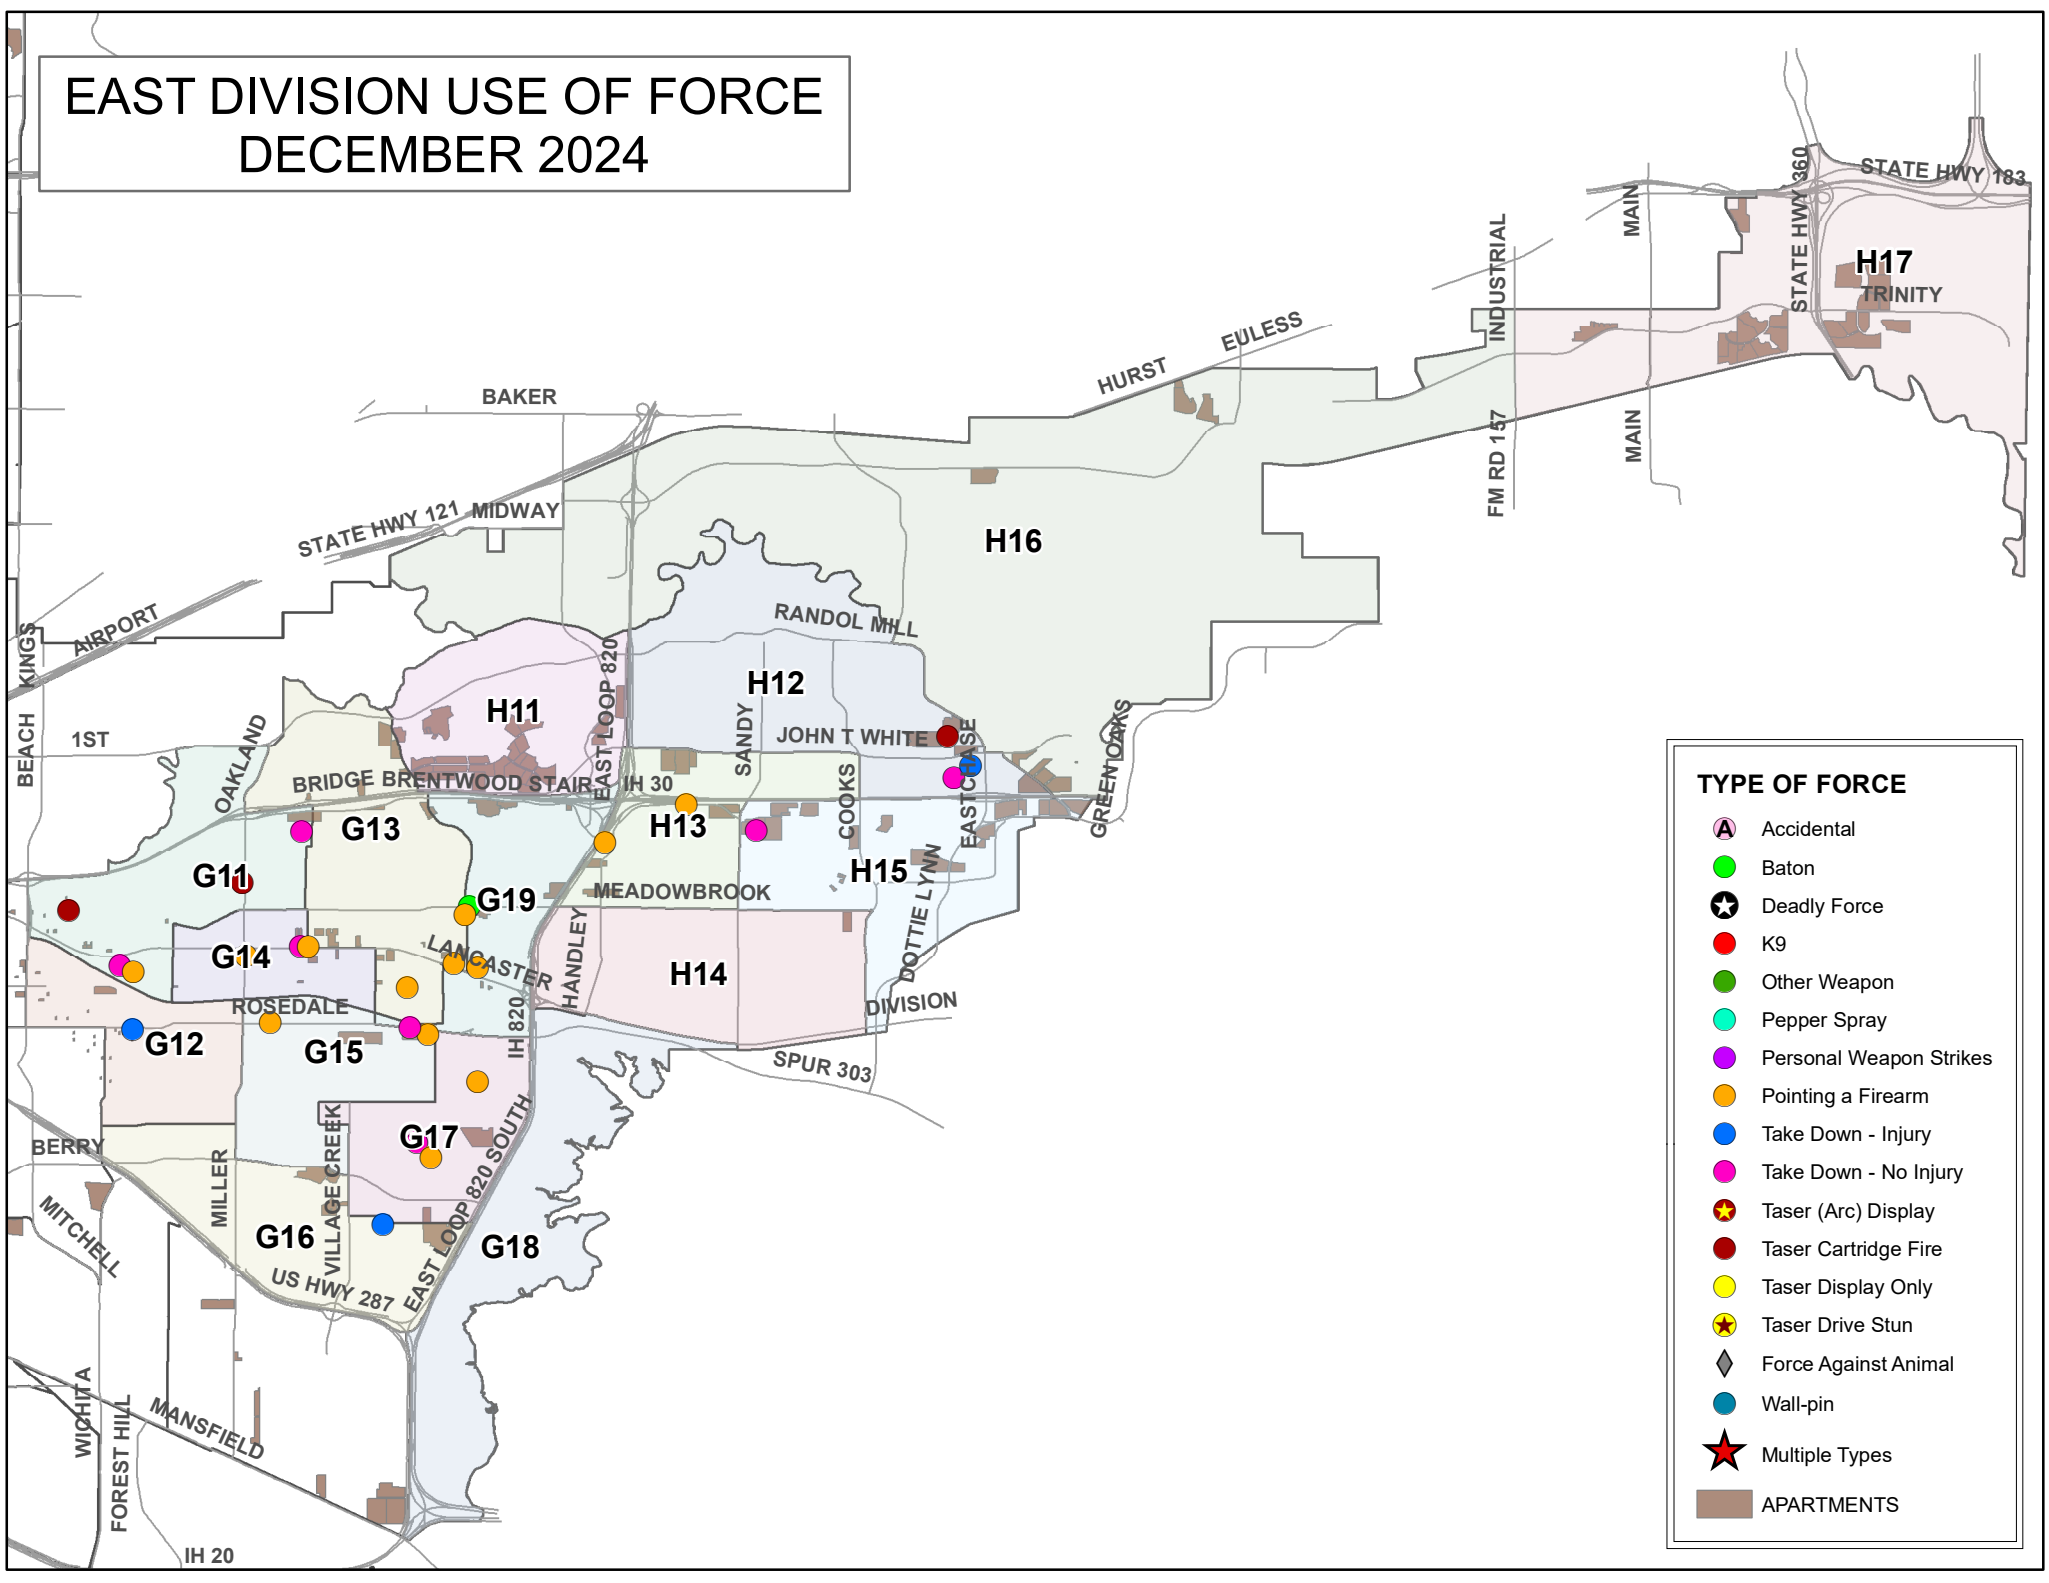 EAST DIVISION USE OF FORCE
DECEMBER 2024
STATE HWY 183
STATE HWY 360
MAIN
INDUSTRIAL
H17
TRINITY
EULESS
HURST
BAKER
FM RD 157
MAIN
STATE HWY 121
MIDWAY
H16
AIRPORT
KINGS
RANDOL MILL
EAST LOOP 820
H12
H11
BEACH
1ST
OAKLAND
SANDY
JOHN T WHITE
EASTCHASE
GREEN OAKS
GREEN OAKS
BRIDGE
BRENTWOOD STAIR
IH 30
COOKS
G13
H13
G11
H15
MEADOWBROOK
G19
DOTTIE LYNN
G14
LANCASTER
HANDLEY
H14
ROSEDALE
DIVISION
G12
G15
IH 820
SPUR 303
BERRY
G17
MILLER
VILLAGE CREEK
EAST LOOP 820 SOUTH
MITCHELL
G16
G18
US HWY 287
WICHITA
FOREST HILL
MANSFIELD
IH 20
TYPE OF FORCE
A Accidental
Baton
Deadly Force
K9
Other Weapon
Pepper Spray
Personal Weapon Strikes
Pointing a Firearm
Take Down - Injury
Take Down - No Injury
Taser (Arc) Display
Taser Cartridge Fire
Taser Display Only
Taser Drive Stun
Force Against Animal
Wall-pin
Multiple Types
APARTMENTS